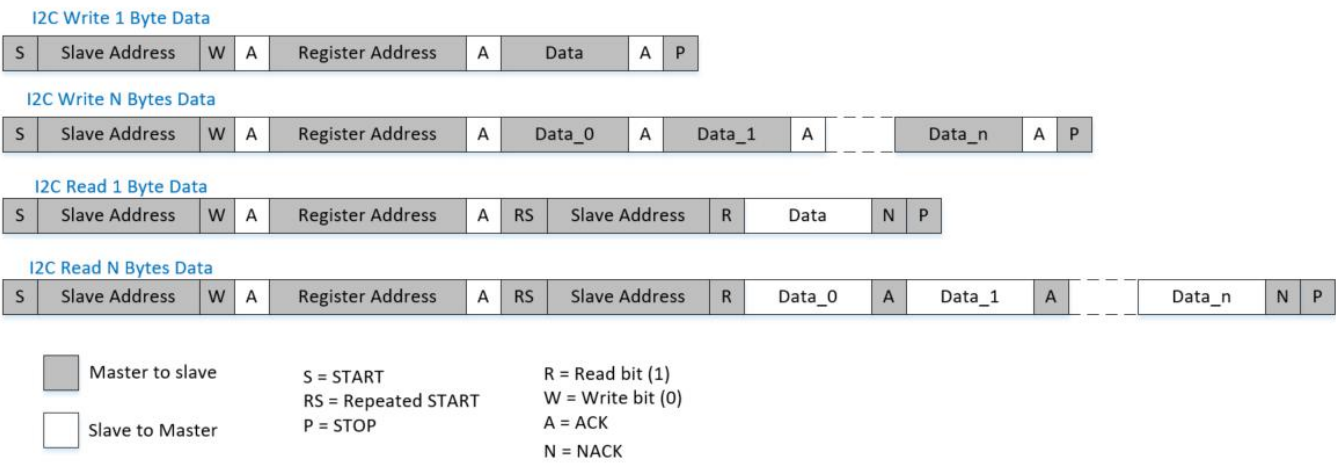 I2C Write 1 Byte Data
S Slave Address W A Register Address A Data A P
I2C Write N Bytes Data
S Slave Address W A Register Address A Data_0 A Data_1 A Data_n A P
I2C Read 1 Byte Data
S Slave Address W A Register Address A RS Slave Address R Data N P
I2C Read N Bytes Data
S Slave Address W A Register Address A RS Slave Address R Data_0 A Data_1 A Data_n N P
Master to slave
Slave to Master
S = START
RS = Repeated START
P = STOP
R = Read bit (1)
W = Write bit (0)
A = ACK
N = NACK